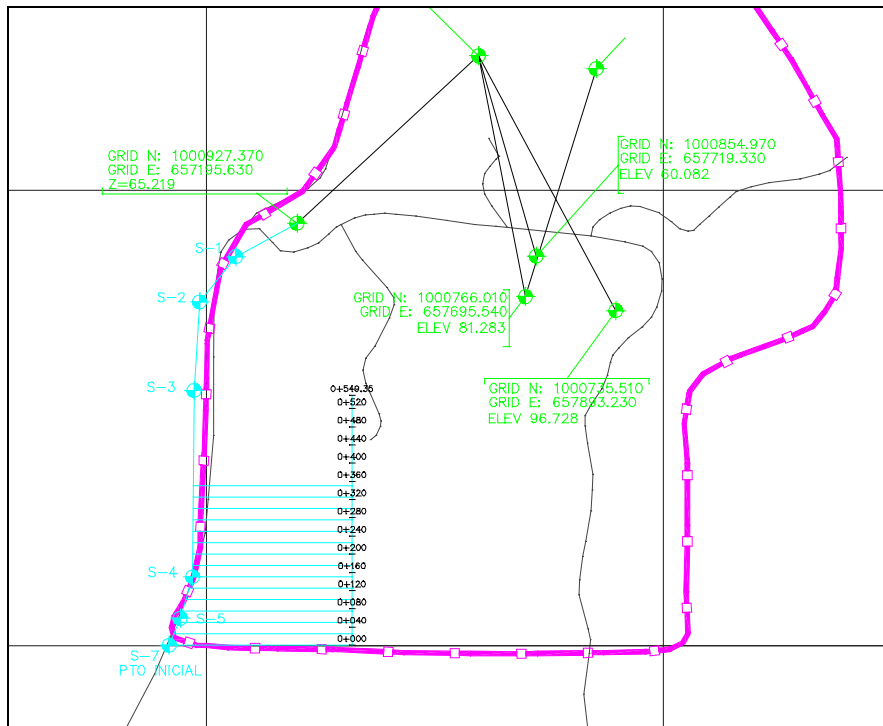 GRID N: 1000927.370
GRID E: 657195.630
Z=65.219
GRID N: 1000854.970
GRID E: 657719.330
ELEV 60.082
S-1
S-2
GRID N: 1000766.010
GRID E: 657695.540
ELEV 81.283
S-3
GRID N: 1000735.510
GRID E: 657893.230
ELEV 96.728
0+540.35
0+520
0+480
0+440
0+400
0+360
0+320
0+280
0+240
0+200
0+160
0+120
0+080
0+040
0+000
S-4
S-5
S-7
PTO INICIAL